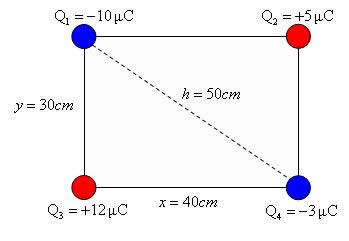 Q₁ = −10 μC
Q₂ = +5 μC
h = 50cm
y = 30cm
Q₃ = +12 μC
x = 40cm
Q₄ = −3 μC